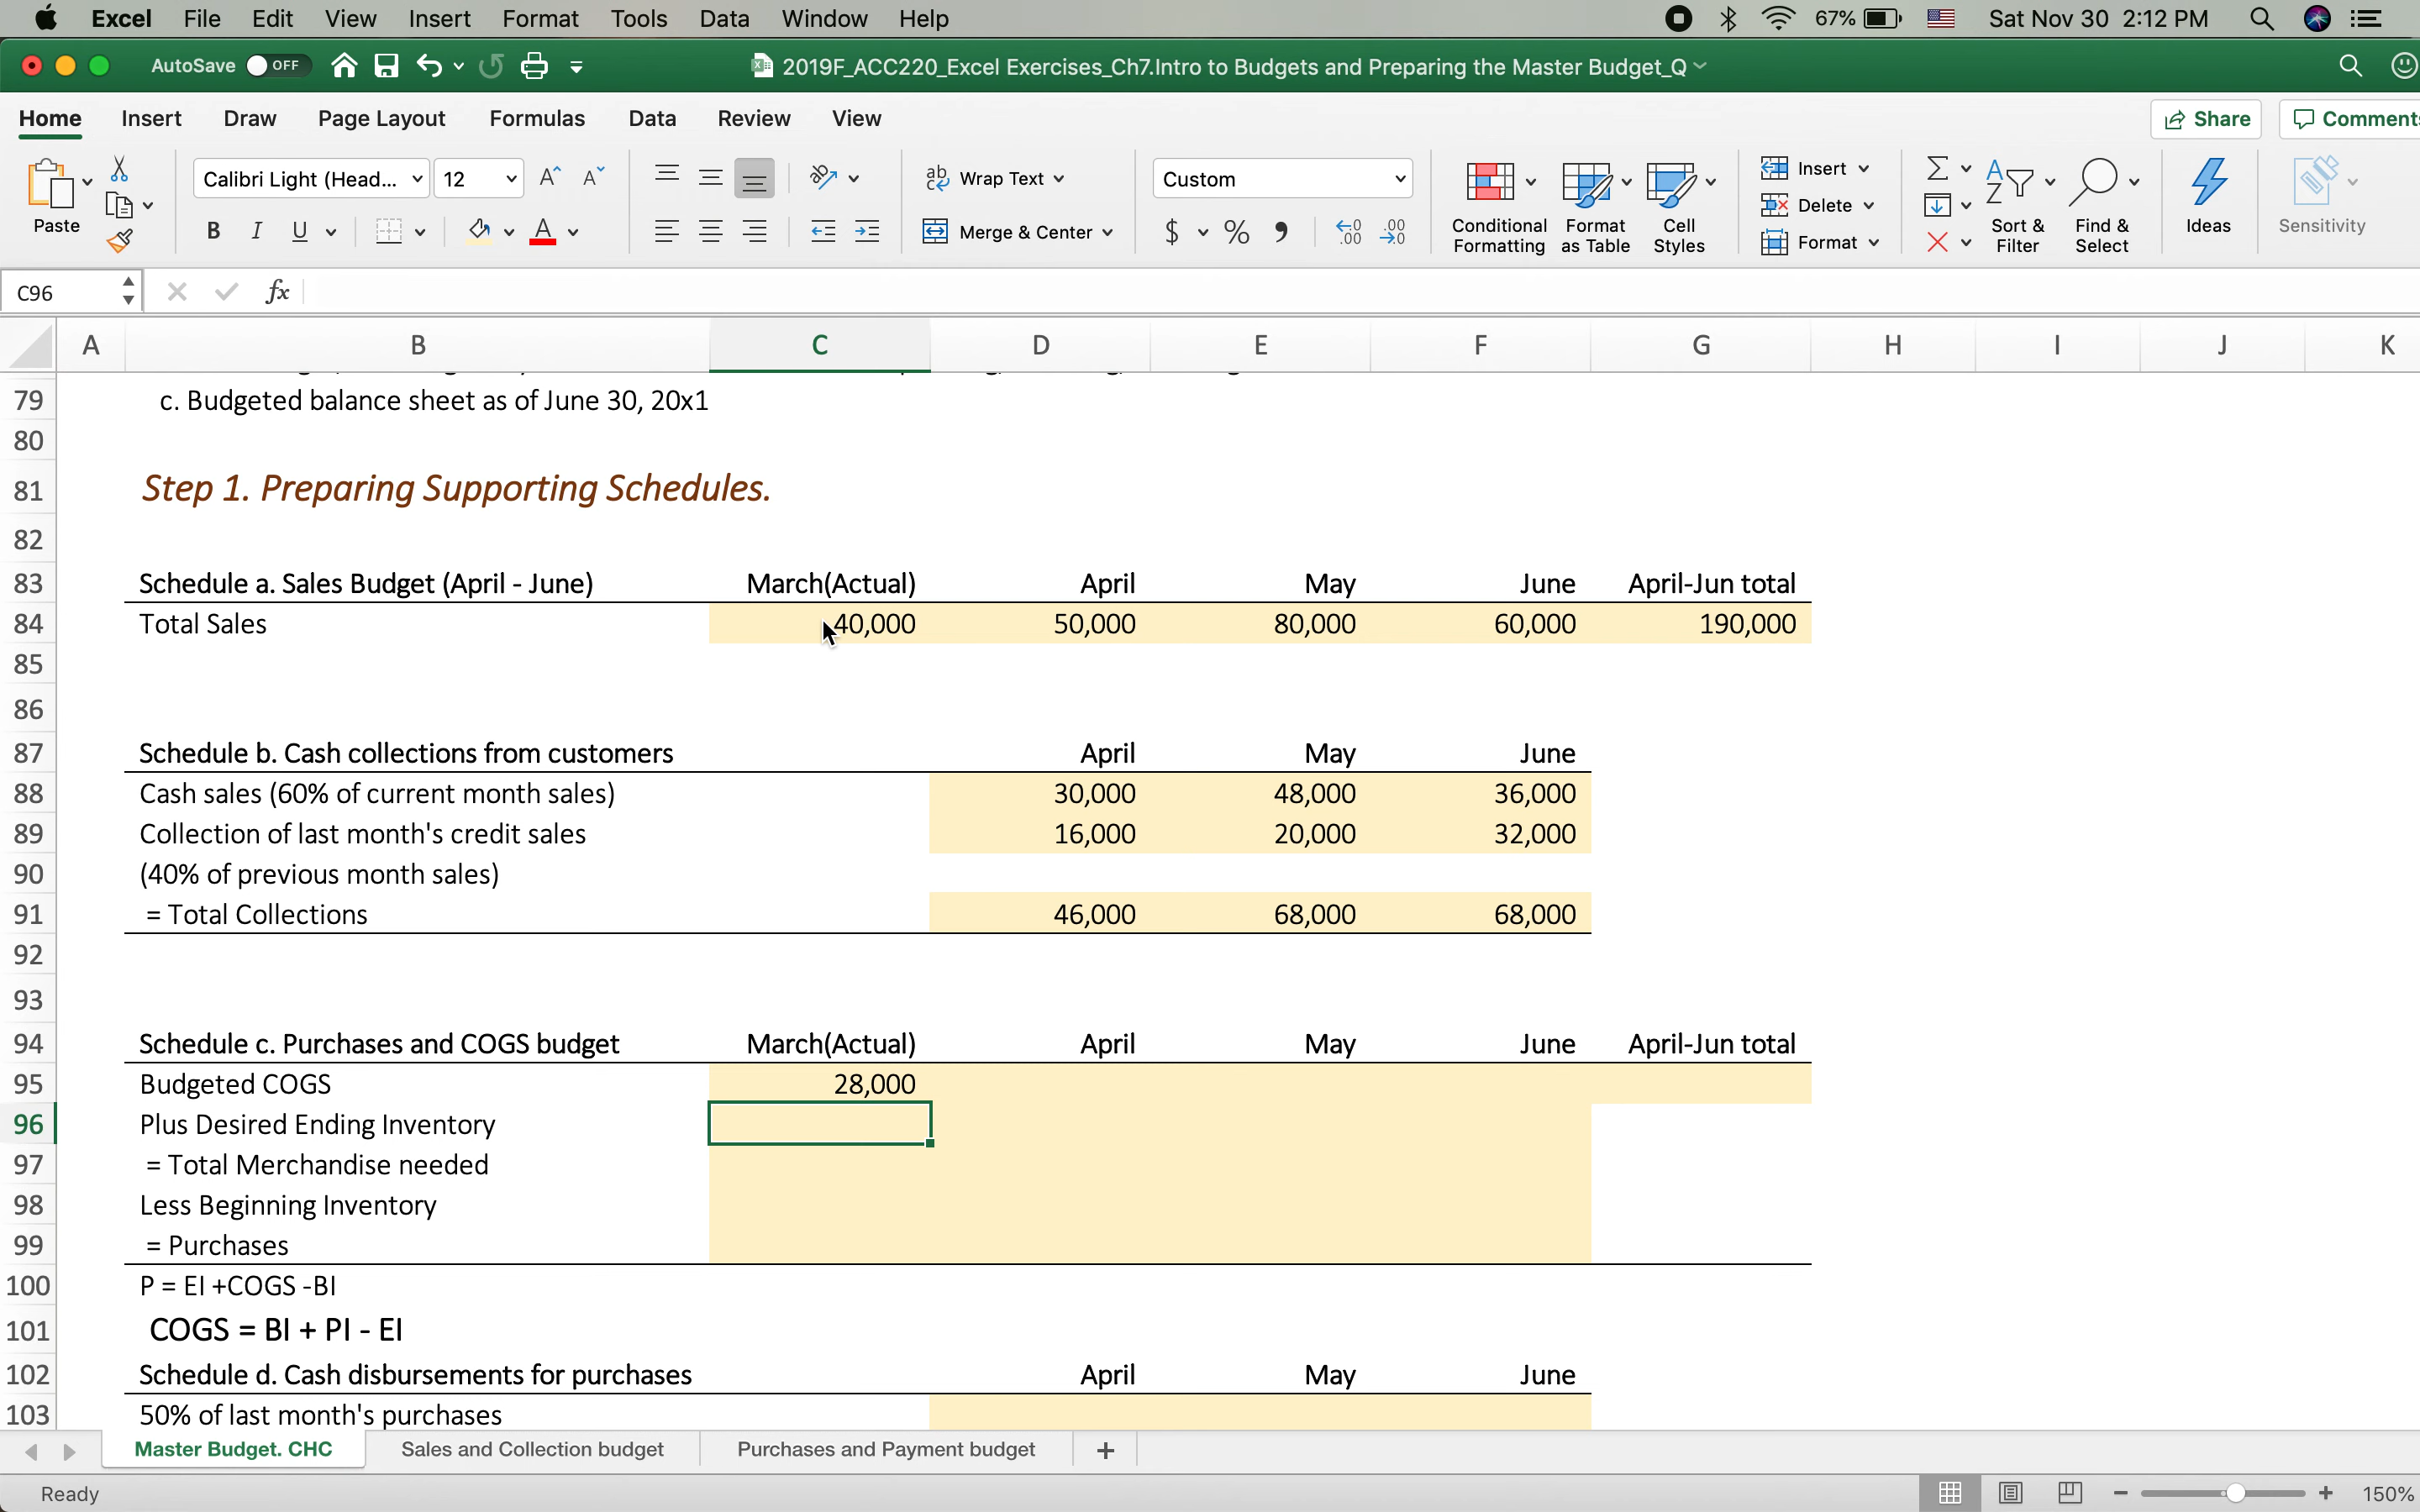 Excel File Edit View Insert Format Tools Data Window Help 67% Sat Nov 30 2:12 PM
AutoSave OFF 2019F_ACC220_Excel Exercises_Ch7.Intro to Budgets and Preparing the Master Budget_Q
Home Insert Draw Page Layout Formulas Data Review View Share Comments
Paste Calibri Light (Head... 12 Wrap Text Custom Conditional Formatting Format as Table Cell Styles Insert Sort & Filter Find & Select Ideas Sensitivity
B I U Merge & Center $ % Delete Format
C96 fx
A B C D E F G H I J K
79 c. Budgeted balance sheet as of June 30, 20x1
80
81 Step 1. Preparing Supporting Schedules.
82
83 Schedule a. Sales Budget (April - June) March(Actual) April May June April-Jun total
84 Total Sales 40,000 50,000 80,000 60,000 190,000
85
86
87 Schedule b. Cash collections from customers April May June
88 Cash sales (60% of current month sales) 30,000 48,000 36,000
89 Collection of last month's credit sales 16,000 20,000 32,000
90 (40% of previous month sales)
91 = Total Collections 46,000 68,000 68,000
92
93
94 Schedule c. Purchases and COGS budget March(Actual) April May June April-Jun total
95 Budgeted COGS 28,000
96 Plus Desired Ending Inventory
97 = Total Merchandise needed
98 Less Beginning Inventory
99 = Purchases
100 P = EI +COGS -BI
101 COGS = BI + PI - EI
102 Schedule d. Cash disbursements for purchases April May June
103 50% of last month's purchases
Master Budget. CHC Sales and Collection budget Purchases and Payment budget +
Ready 150%